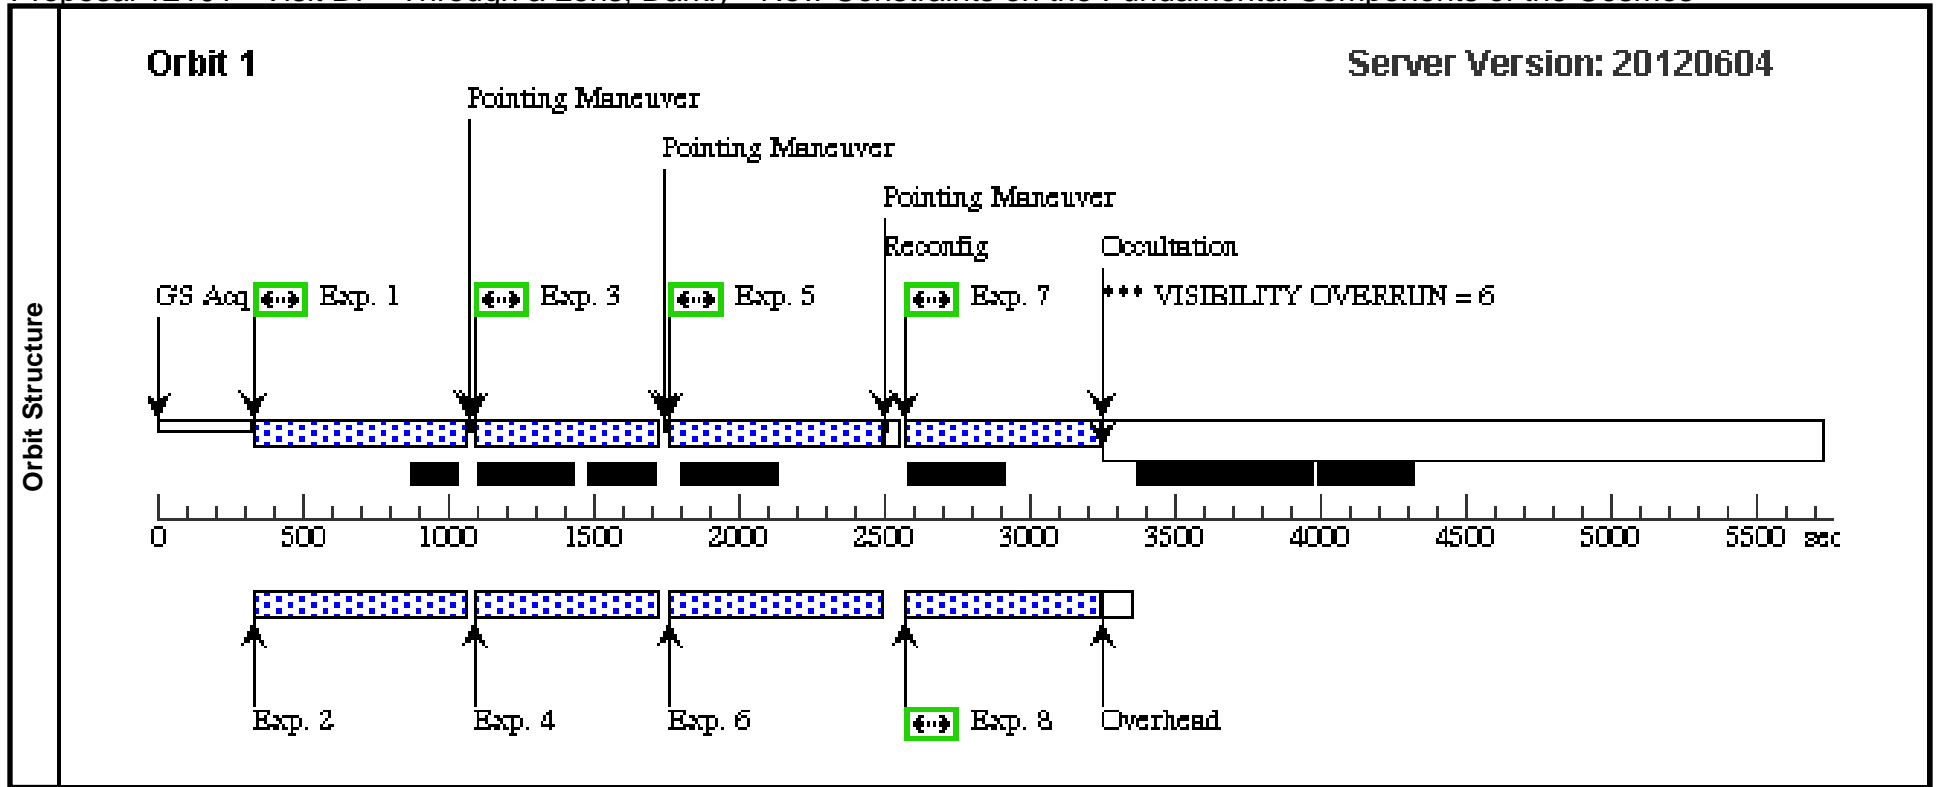 Orbit 1
Server Version: 20120604
Pointing Maneuver
Pointing Maneuver
Pointing Maneuver
Reconfig
Occultation
GS Acq
Exp. 1
Exp. 3
Exp. 5
Exp. 7
*** VISIBILITY OVERRUN = 6
Orbit Structure
0 500 1000 1500 2000 2500 3000 3500 4000 4500 5000 5500 sec
Exp. 2
Exp. 4
Exp. 6
Exp. 8
Overhead